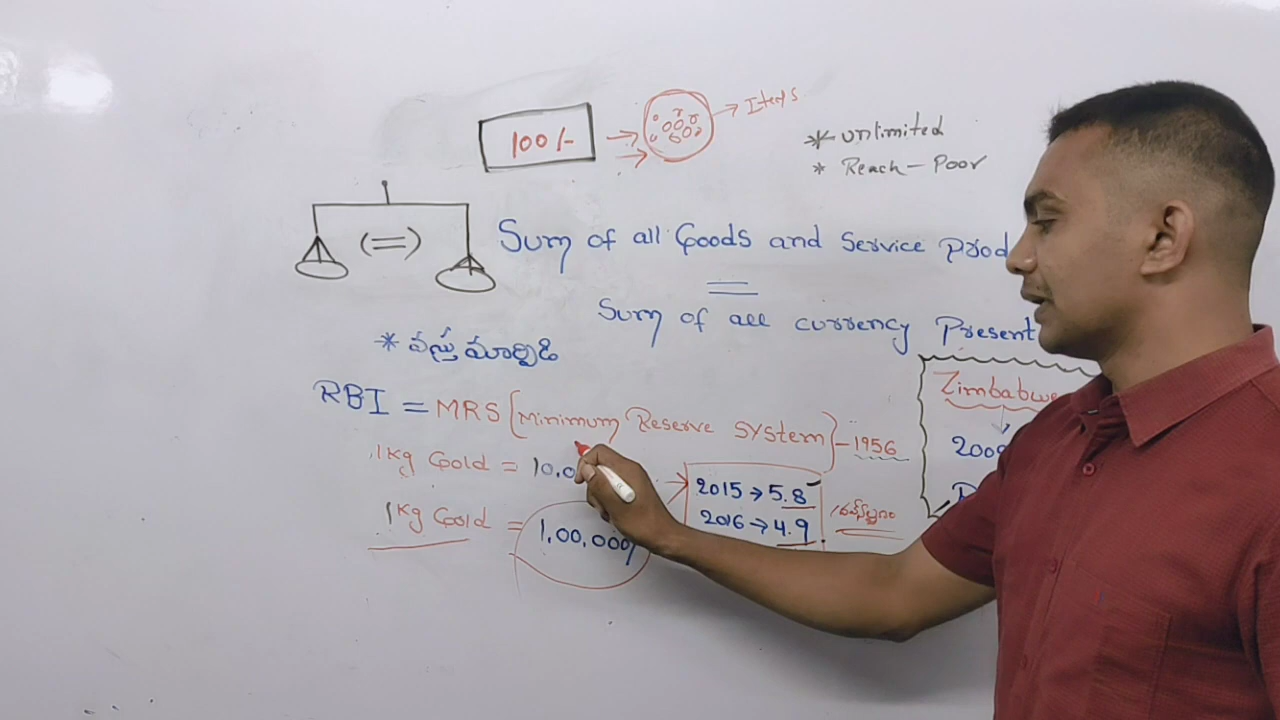 100/-
Items
* unlimited
* Reach - Poor
(=)
Sum of all Goods and Service Prod
=
Sum of all currency Present
* వస్తు మార్పిడి
Zimbabwe
RBI = MRS [Minimum Reserve System] - 1956
1Kg Gold = 10,0
2015 → 5.8
2016 → 4.9
1Kg Gold = 1,00,000/